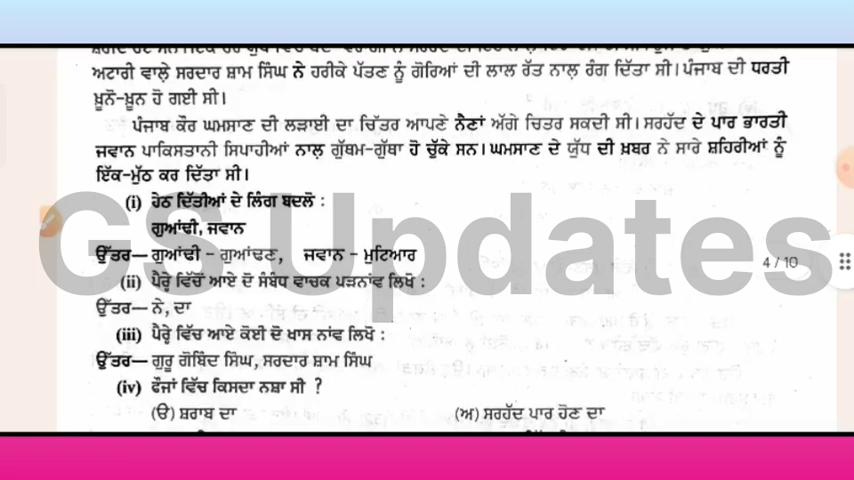 ਅਟਾਰੀ ਵਾਲ਼ੇ ਸਰਦਾਰ ਸ਼ਾਮ ਸਿੰਘ ਨੇ ਹਰੀਕੇ ਪੱਤਣ ਨੂੰ ਗੋਰਿਆਂ ਦੀ ਲਾਲ ਰੱਤ ਨਾਲ਼ ਰੰਗ ਦਿੱਤਾ ਸੀ। ਪੰਜਾਬ ਦੀ ਧਰਤੀ
ਖ਼ੂਨੋ-ਖ਼ੂਨ ਹੋ ਗਈ ਸੀ।
ਪੰਜਾਬ ਕੌਰ ਘਮਸਾਣ ਦੀ ਲੜਾਈ ਦਾ ਚਿੱਤਰ ਆਪਣੇ ਨੈਣਾਂ ਅੱਗੇ ਚਿਤਰ ਸਕਦੀ ਸੀ। ਸਰਹੱਦ ਦੇ ਪਾਰ ਭਾਰਤੀ
ਜਵਾਨ ਪਾਕਿਸਤਾਨੀ ਸਿਪਾਹੀਆਂ ਨਾਲ਼ ਗੁੱਥਮ-ਗੁੱਥਾ ਹੋ ਚੁੱਕੇ ਸਨ। ਘਮਸਾਣ ਦੇ ਯੁੱਧ ਦੀ ਖ਼ਬਰ ਨੇ ਸਾਰੇ ਸ਼ਹਿਰੀਆਂ ਨੂੰ
ਇੱਕ-ਮੁੱਠ ਕਰ ਦਿੱਤਾ ਸੀ।
(i) ਹੇਠ ਦਿੱਤੀਆਂ ਦੇ ਲਿੰਗ ਬਦਲੋ :
ਗੁਆਂਢੀ, ਜਵਾਨ
ਉੱਤਰ— ਗੁਆਂਢੀ - ਗੁਆਂਢਣ, ਜਵਾਨ - ਮੁਟਿਆਰ
(ii) ਪੈਰ੍ਹੇ ਵਿੱਚੋਂ ਆਏ ਦੋ ਸੰਬੰਧ ਵਾਚਕ ਪੜਨਾਂਵ ਲਿਖੋ :
ਉੱਤਰ— ਨੇ, ਦਾ
(iii) ਪੈਰ੍ਹੇ ਵਿੱਚ ਆਏ ਕੋਈ ਦੋ ਖ਼ਾਸ ਨਾਂਵ ਲਿਖੋ :
ਉੱਤਰ— ਗੁਰੂ ਗੋਬਿੰਦ ਸਿੰਘ, ਸਰਦਾਰ ਸ਼ਾਮ ਸਿੰਘ
(iv) ਫੌਜਾਂ ਵਿੱਚ ਕਿਸਦਾ ਨਸ਼ਾ ਸੀ ?
(ੳ) ਸ਼ਰਾਬ ਦਾ (ਅ) ਸਰਹੱਦ ਪਾਰ ਹੋਣ ਦਾ
GS Updates
4 / 10